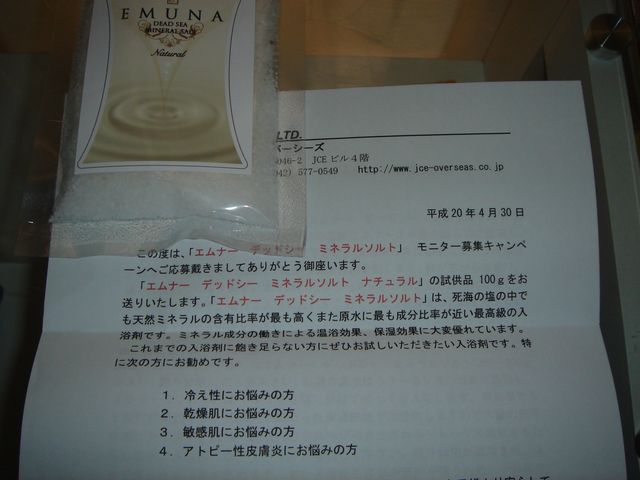 EMUNA
DEAD SEA
MINERAL SALT
Natural
LTD.
バーシーズ
046-2 JCEビル4階
042) 577-0549 http://www.jce-overseas.co.jp
平成20年4月30日
この度は、「エムナー デッドシー ミネラルソルト」 モニター募集キャンペ
ーンへご応募戴きましてありがとう御座います。
「エムナー デッドシー ミネラルソルト ナチュラル」の試供品 100gをお
送りいたします。「エムナー デッドシー ミネラルソルト」は、死海の塩の中で
も天然ミネラルの含有比率が最も高くまた原水に最も成分比率が近い最高級の入
浴剤です。ミネラル成分の働きによる温浴効果、保湿効果に大変優れています。
これまでの入浴剤に飽き足らない方にぜひお試しいただきたい入浴剤です。特
に次の方にお勧めです。
1. 冷え性にお悩みの方
2. 乾燥肌にお悩みの方
3. 敏感肌にお悩みの方
4. アトピー性皮膚炎にお悩みの方